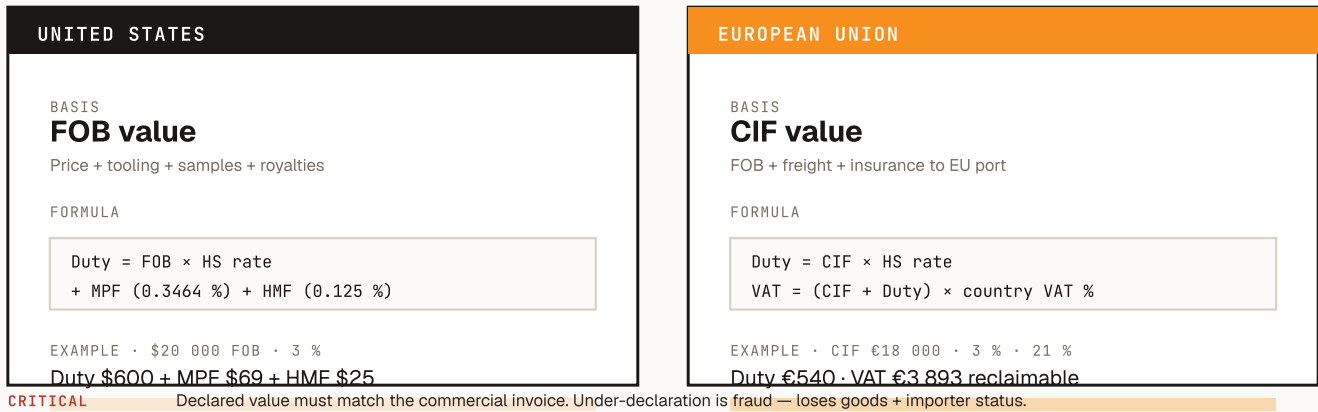 UNITED STATES
BASIS
FOB value
Price + tooling + samples + royalties
FORMULA
Duty = FOB × HS rate
+ MPF (0.3464 %) + HMF (0.125 %)
EXAMPLE · $20 000 FOB · 3 %
Duty $600 + MPF $69 + HMF $25
EUROPEAN UNION
BASIS
CIF value
FOB + freight + insurance to EU port
FORMULA
Duty = CIF × HS rate
VAT = (CIF + Duty) × country VAT %
EXAMPLE · CIF €18 000 · 3 % · 21 %
Duty €540 · VAT €3 893 reclaimable
CRITICAL Declared value must match the commercial invoice. Under-declaration is fraud — loses goods + importer status.